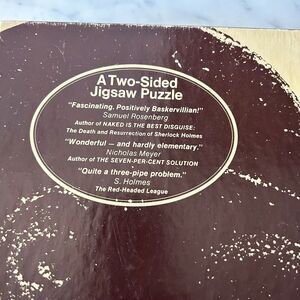 A Two-Sided
Jigsaw Puzzle
"Fascinating. Positively Baskervillian!"
Samuel Rosenberg
Author of NAKED IS THE BEST DISGUISE:
The Death and Resurrection of Sherlock Holmes
"Wonderful — and hardly elementary."
Nicholas Meyer
Author of THE SEVEN-PER-CENT SOLUTION
"Quite a three-pipe problem."
S. Holmes
The Red-Headed League